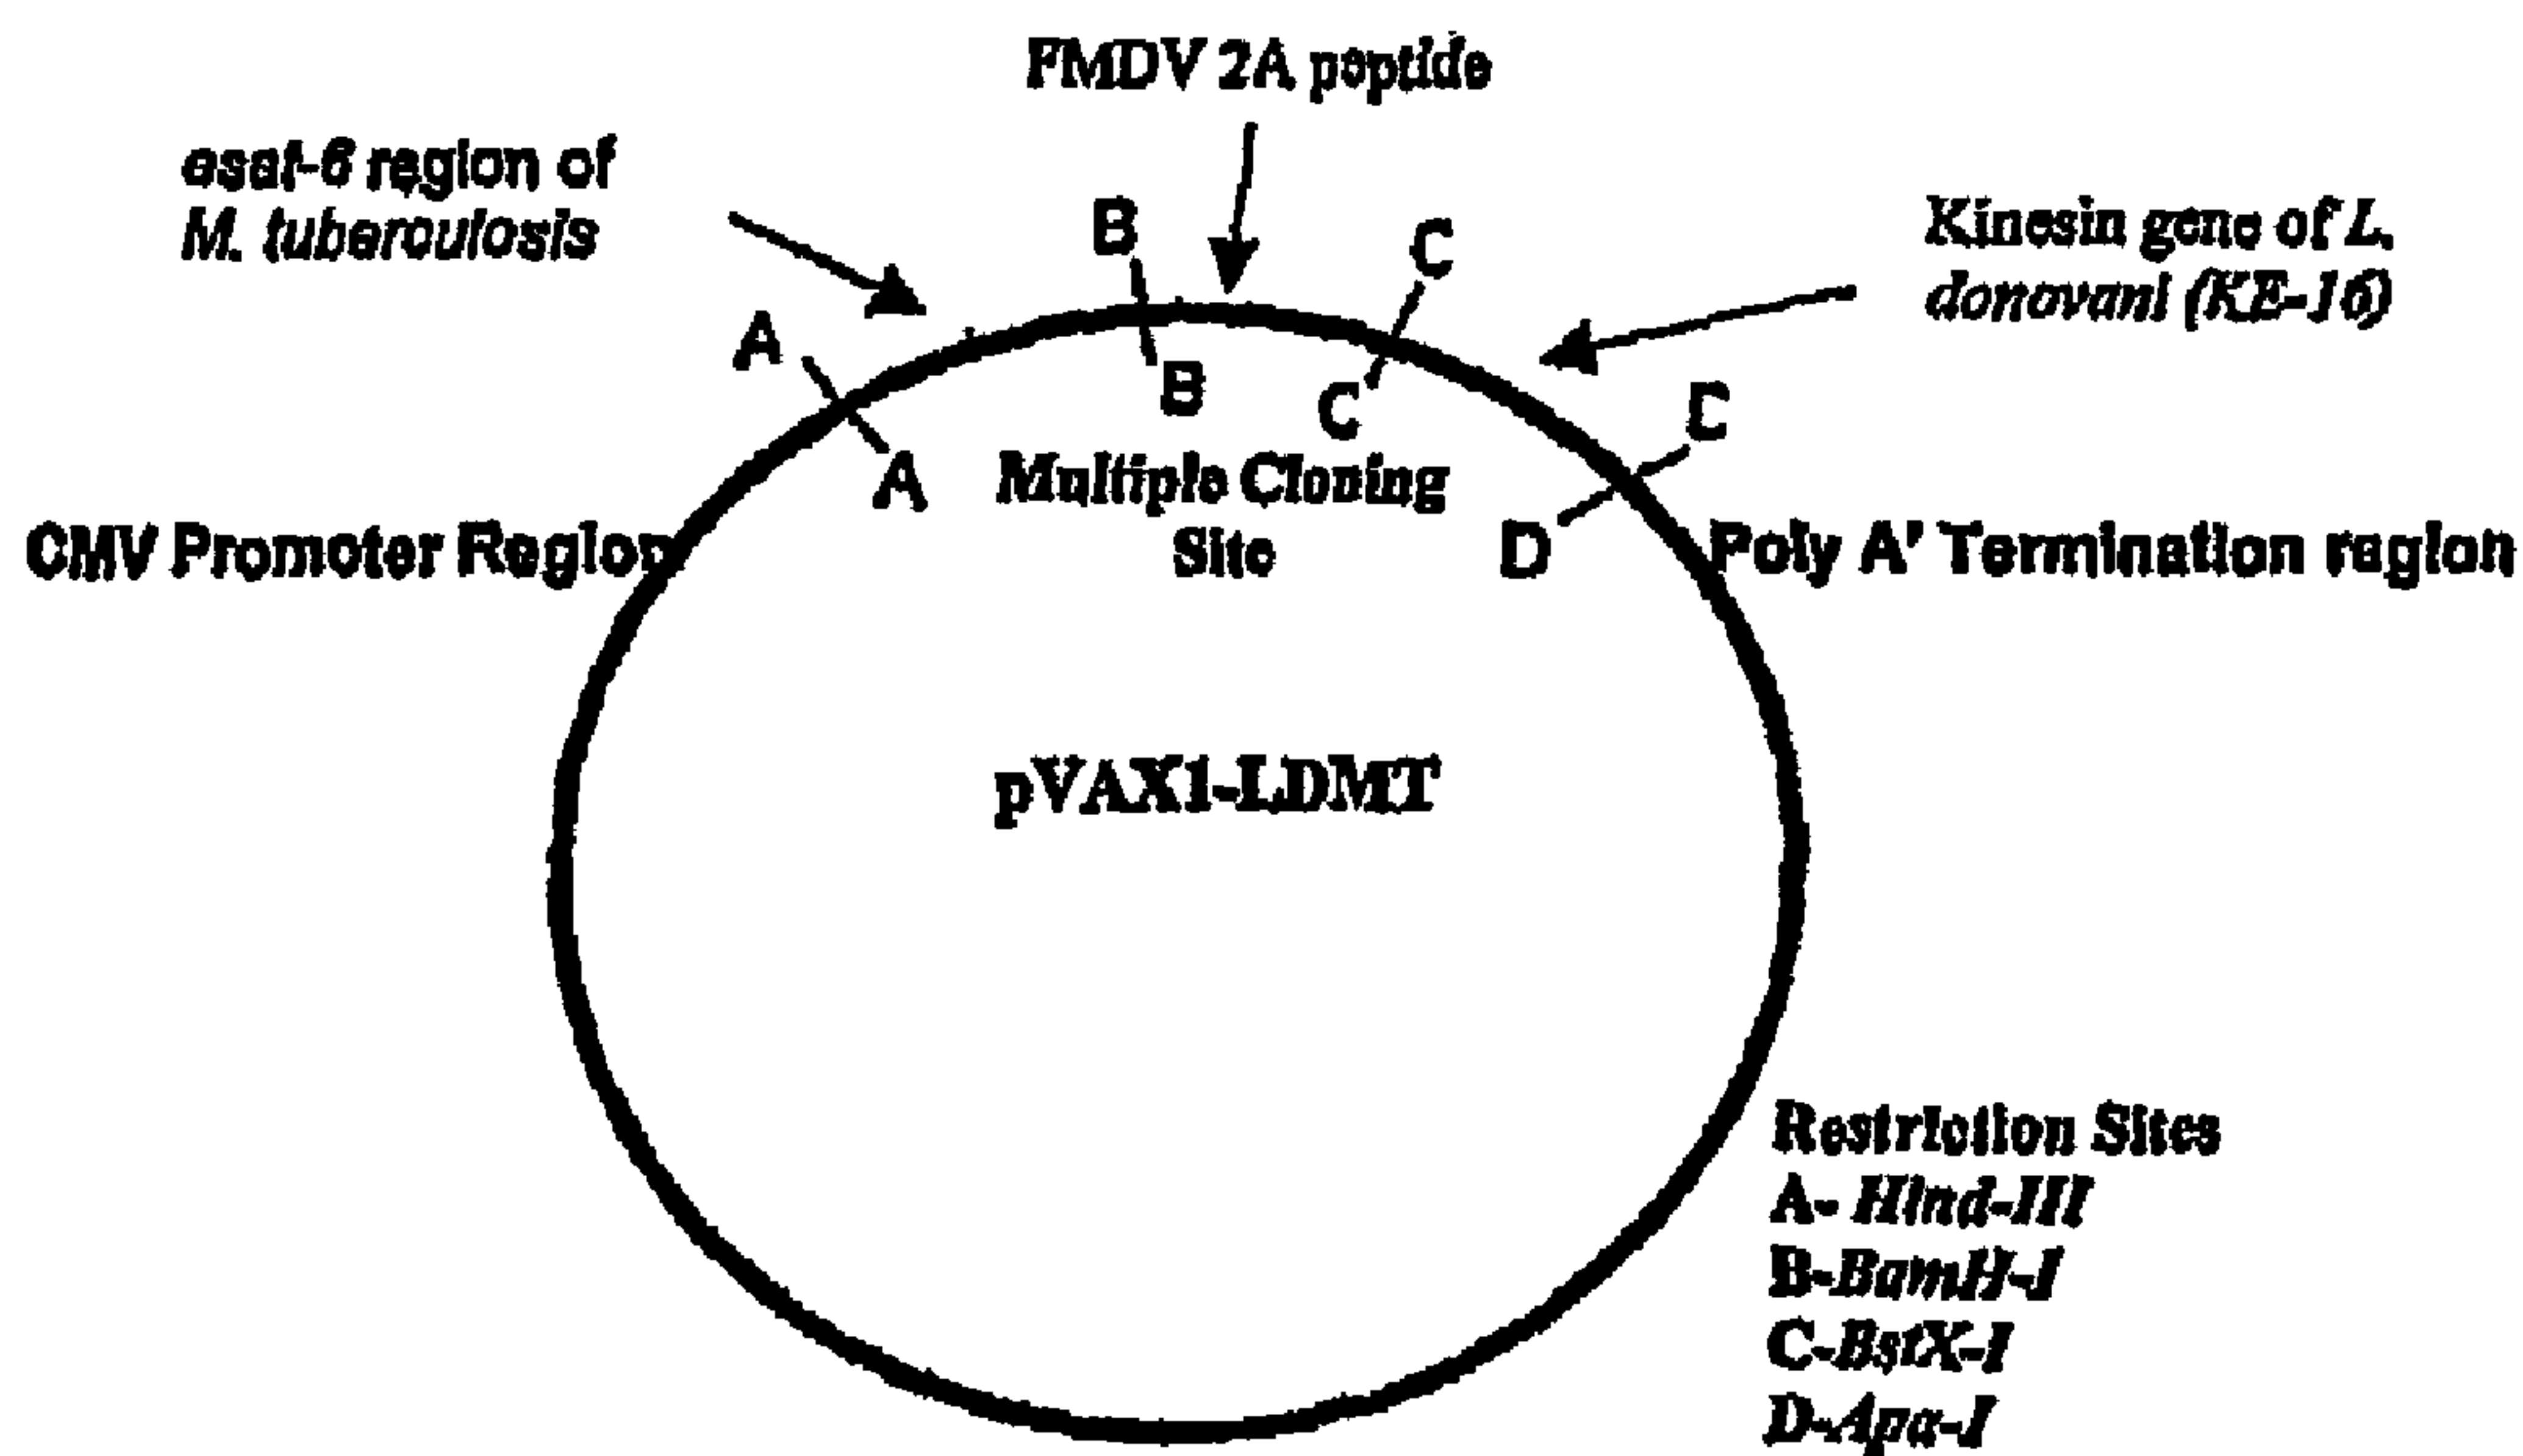 FMDV 2A peptide
esat-6 region of
M. tuberculosis
Kinesin gene of L.
donovani (KE-16)
B
C
A
B
C
C
A
Multiple Cloning
Site
D
CMV Promoter Region
Poly A' Termination region
pVAX1-LDMT
Restriction Sites
A- Hind-III
B-BamH-I
C-BstX-I
D-Apa-I